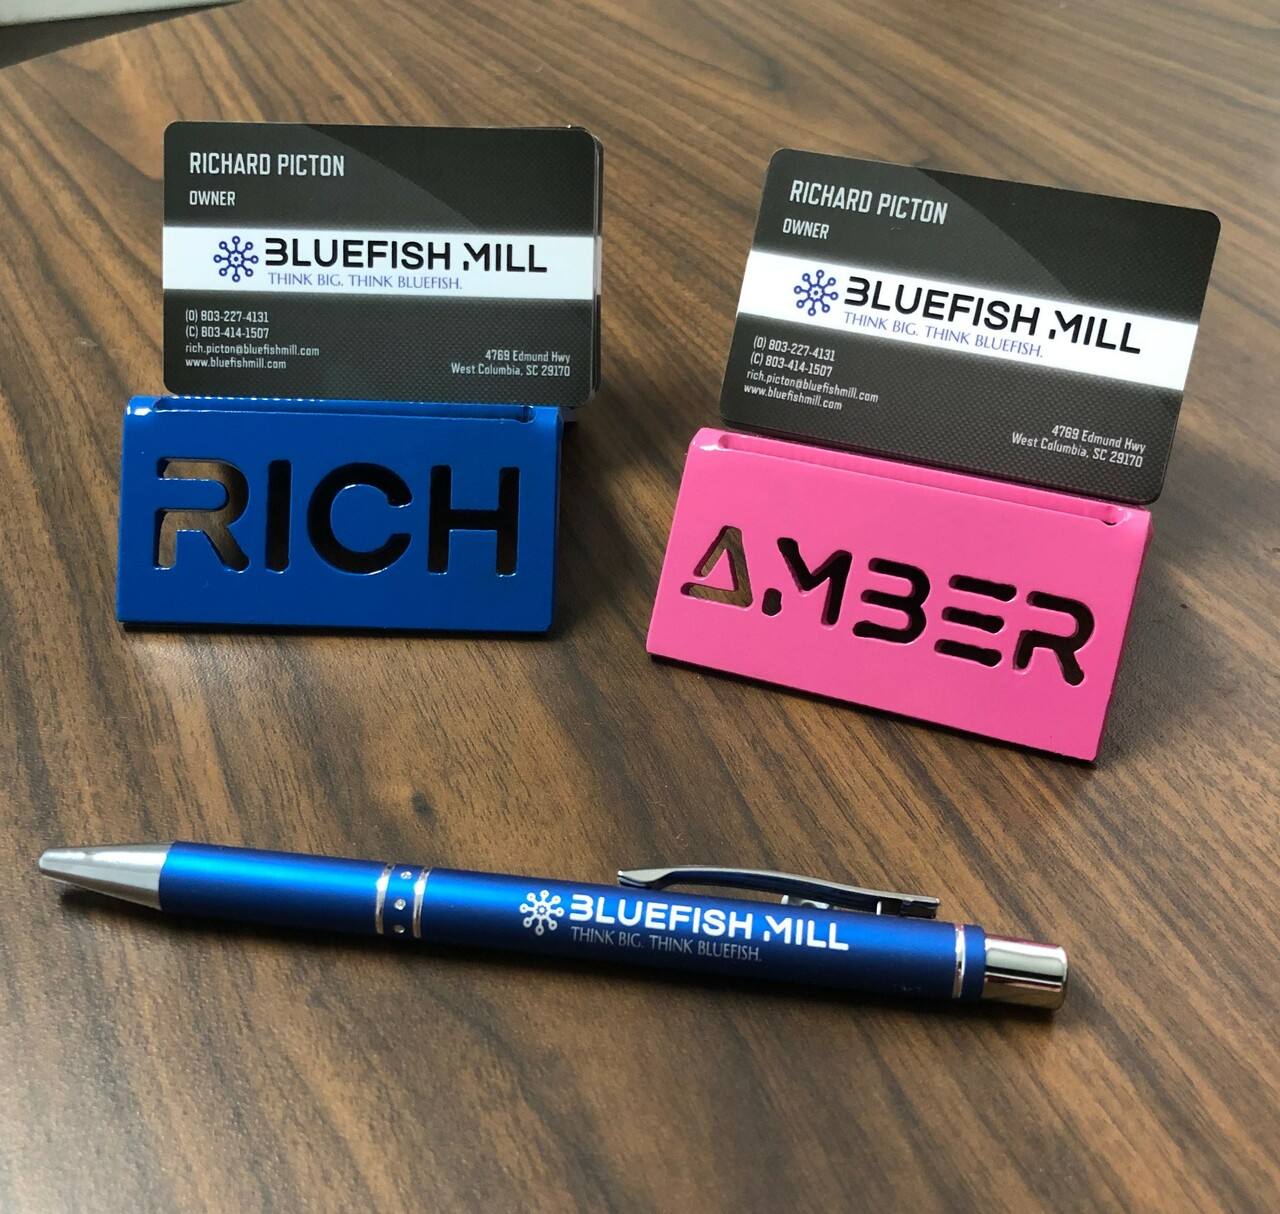 RICHARD PICTON
OWNER
BLUEFISH MILL
THINK BIG. THINK BLUEFISH.
(O) 803-227-4131
(C) 803-414-1507
rich.picton@bluefishmill.com
www.bluefishmill.com
4769 Edmund Hwy
West Columbia, SC 29170
RICH
RICHARD PICTON
OWNER
BLUEFISH MILL
THINK BIG. THINK BLUEFISH.
(O) 803-227-4131
(C) 803-414-1507
rich.picton@bluefishmill.com
www.bluefishmill.com
4769 Edmund Hwy
West Columbia, SC 29170
AMBER
BLUEFISH MILL
THINK BIG. THINK BLUEFISH.